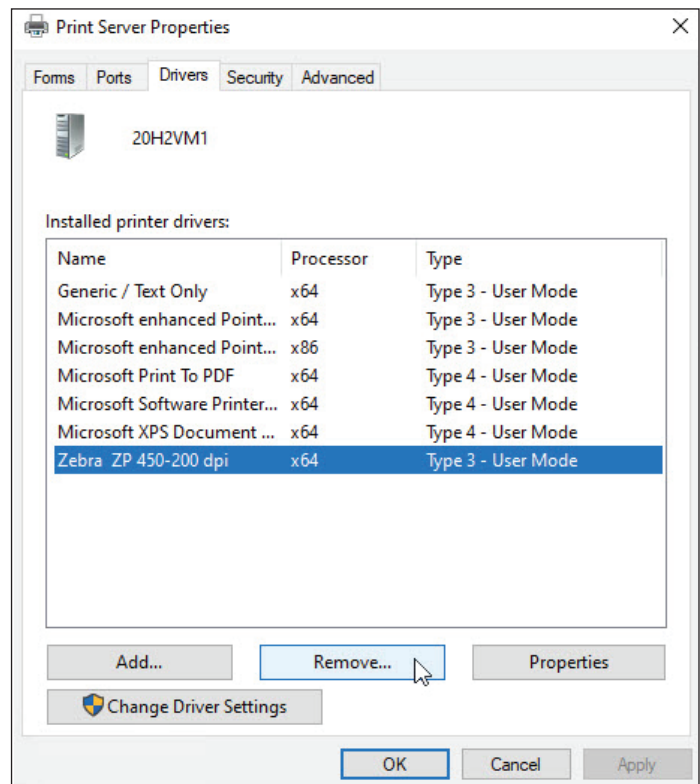 Print Server Properties
Forms Ports Drivers Security Advanced
20H2VM1
Installed printer drivers:
Name Processor Type
Generic / Text Only x64 Type 3 - User Mode
Microsoft enhanced Point... x64 Type 3 - User Mode
Microsoft enhanced Point... x86 Type 3 - User Mode
Microsoft Print To PDF x64 Type 4 - User Mode
Microsoft Software Printer... x64 Type 4 - User Mode
Microsoft XPS Document ... x64 Type 4 - User Mode
Zebra  ZP 450-200 dpi x64 Type 3 - User Mode
Add... Remove... Properties
Change Driver Settings
OK Cancel Apply